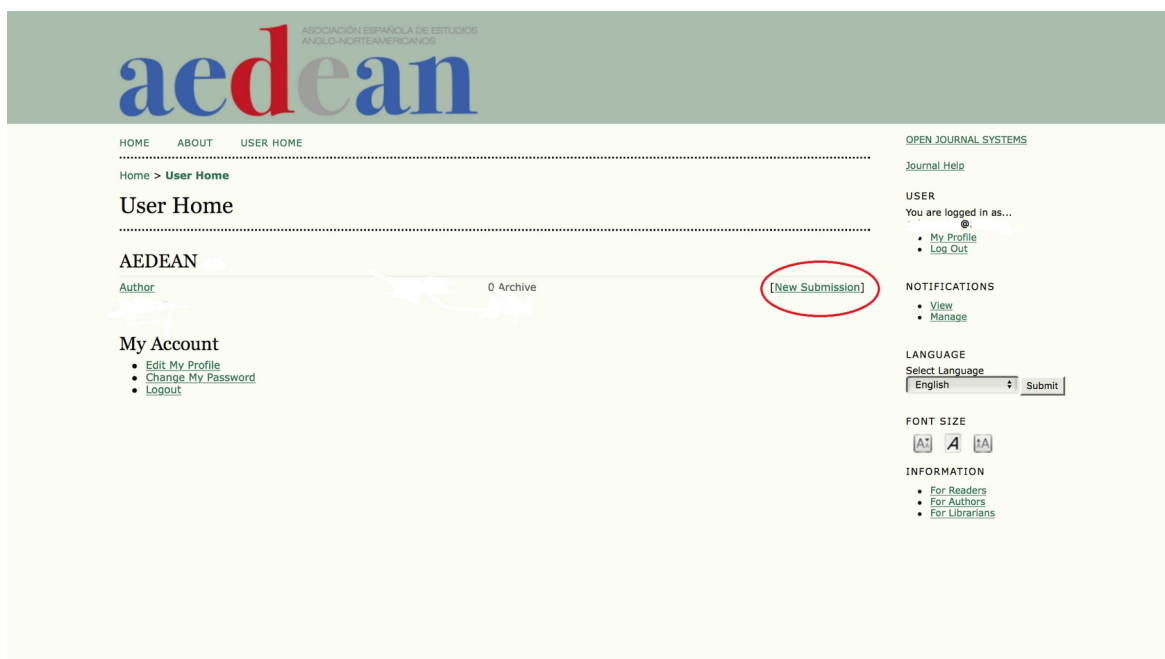 ASOCIACIÓN ESPAÑOLA DE ESTUDIOS
ANGLO-NORTEAMERICANOS
aedean
HOME ABOUT USER HOME
Home > User Home
User Home
AEDEAN
Author 0 Archive [New Submission]
My Account
Edit My Profile
Change My Password
Logout
OPEN JOURNAL SYSTEMS
Journal Help
USER
You are logged in as...
@.
My Profile
Log Out
NOTIFICATIONS
View
Manage
LANGUAGE
Select Language
English Submit
FONT SIZE
A A A
INFORMATION
For Readers
For Authors
For Librarians